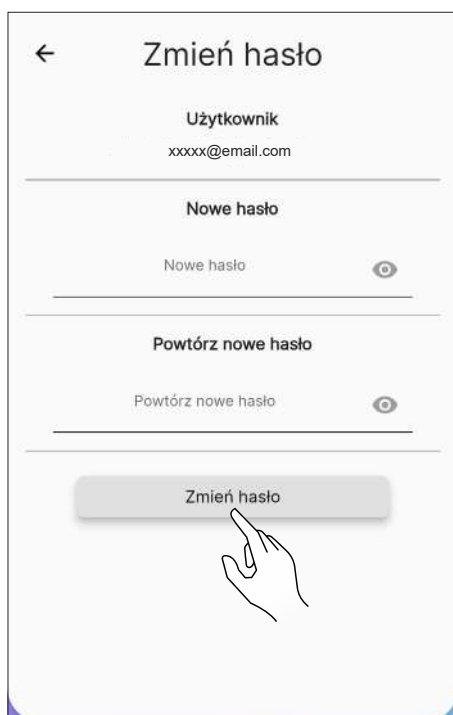 Zmień hasło
Użytkownik
xxxxx@email.com
Nowe hasło
Nowe hasło
Powtórz nowe hasło
Powtórz nowe hasło
Zmień hasło